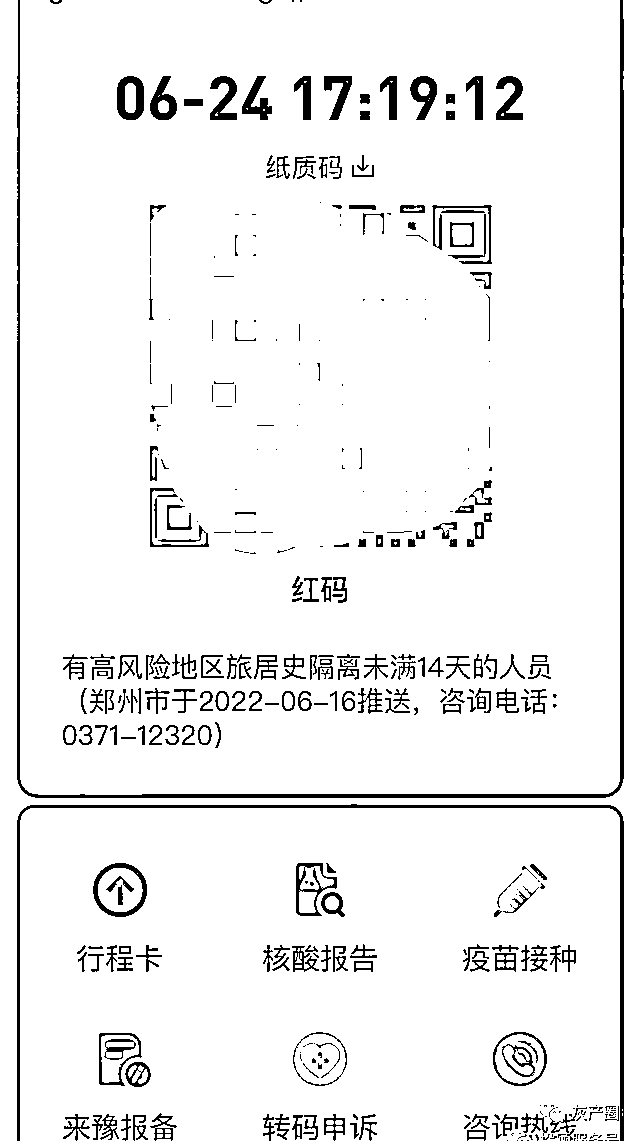 06-24 17:19:12
纸质码
红码
有高风险地区旅居史隔离未满14天的人员
（郑州市于2022-06-16推送，咨询电话：
0371-12320）
行程卡 核酸报告 疫苗接种
来豫报备 转码申诉 咨询热线
灰产圈